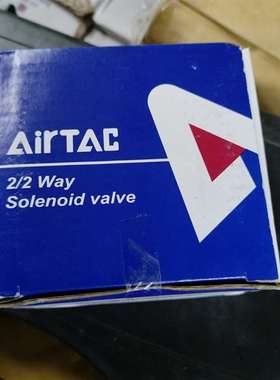 AirTAC
2/2 Way
Solenoid valve